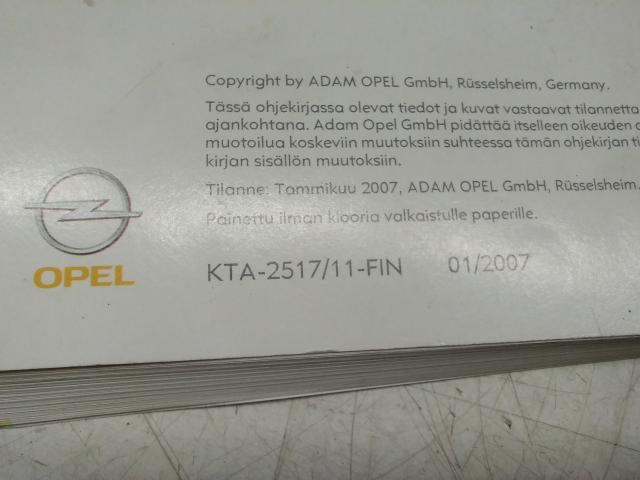 Copyright by ADAM OPEL GmbH, Rüsselsheim, Germany.
Tässä ohjekirjassa olevat tiedot ja kuvat vastaavat tilannetta
ajankohtana. Adam Opel GmbH pidättää itselleen oikeuden
muotoilua koskeviin muutoksiin suhteessa tämän ohjekirjan
kirjan sisällön muutoksiin.
Tilanne: Tammikuu 2007, ADAM OPEL GmbH, Rüsselsheim.
Painettu ilman klooria valkaistulle paperille.
OPEL
KTA-2517/11-FIN 01/2007